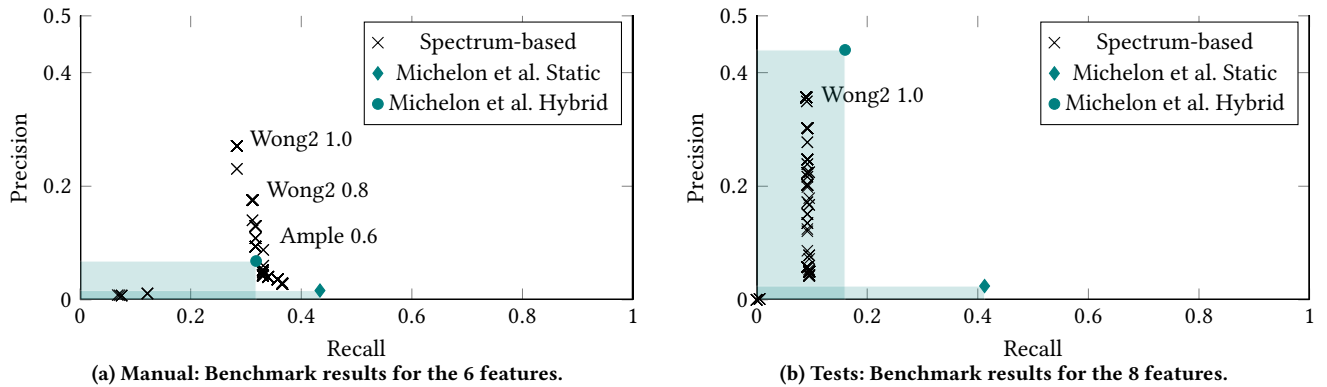 0.5
0.4
0.2
0
Precision
Spectrum-based
Michelon et al. Static
Michelon et al. Hybrid
Wong2 1.0
Wong2 0.8
Ample 0.6
0 0.2 0.4 0.6 0.8 1
Recall
(a) Manual: Benchmark results for the 6 features.
0.5
0.4
0.2
0
Precision
Spectrum-based
Michelon et al. Static
Michelon et al. Hybrid
Wong2 1.0
0 0.2 0.4 0.6 0.8 1
Recall
(b) Tests: Benchmark results for the 8 features.